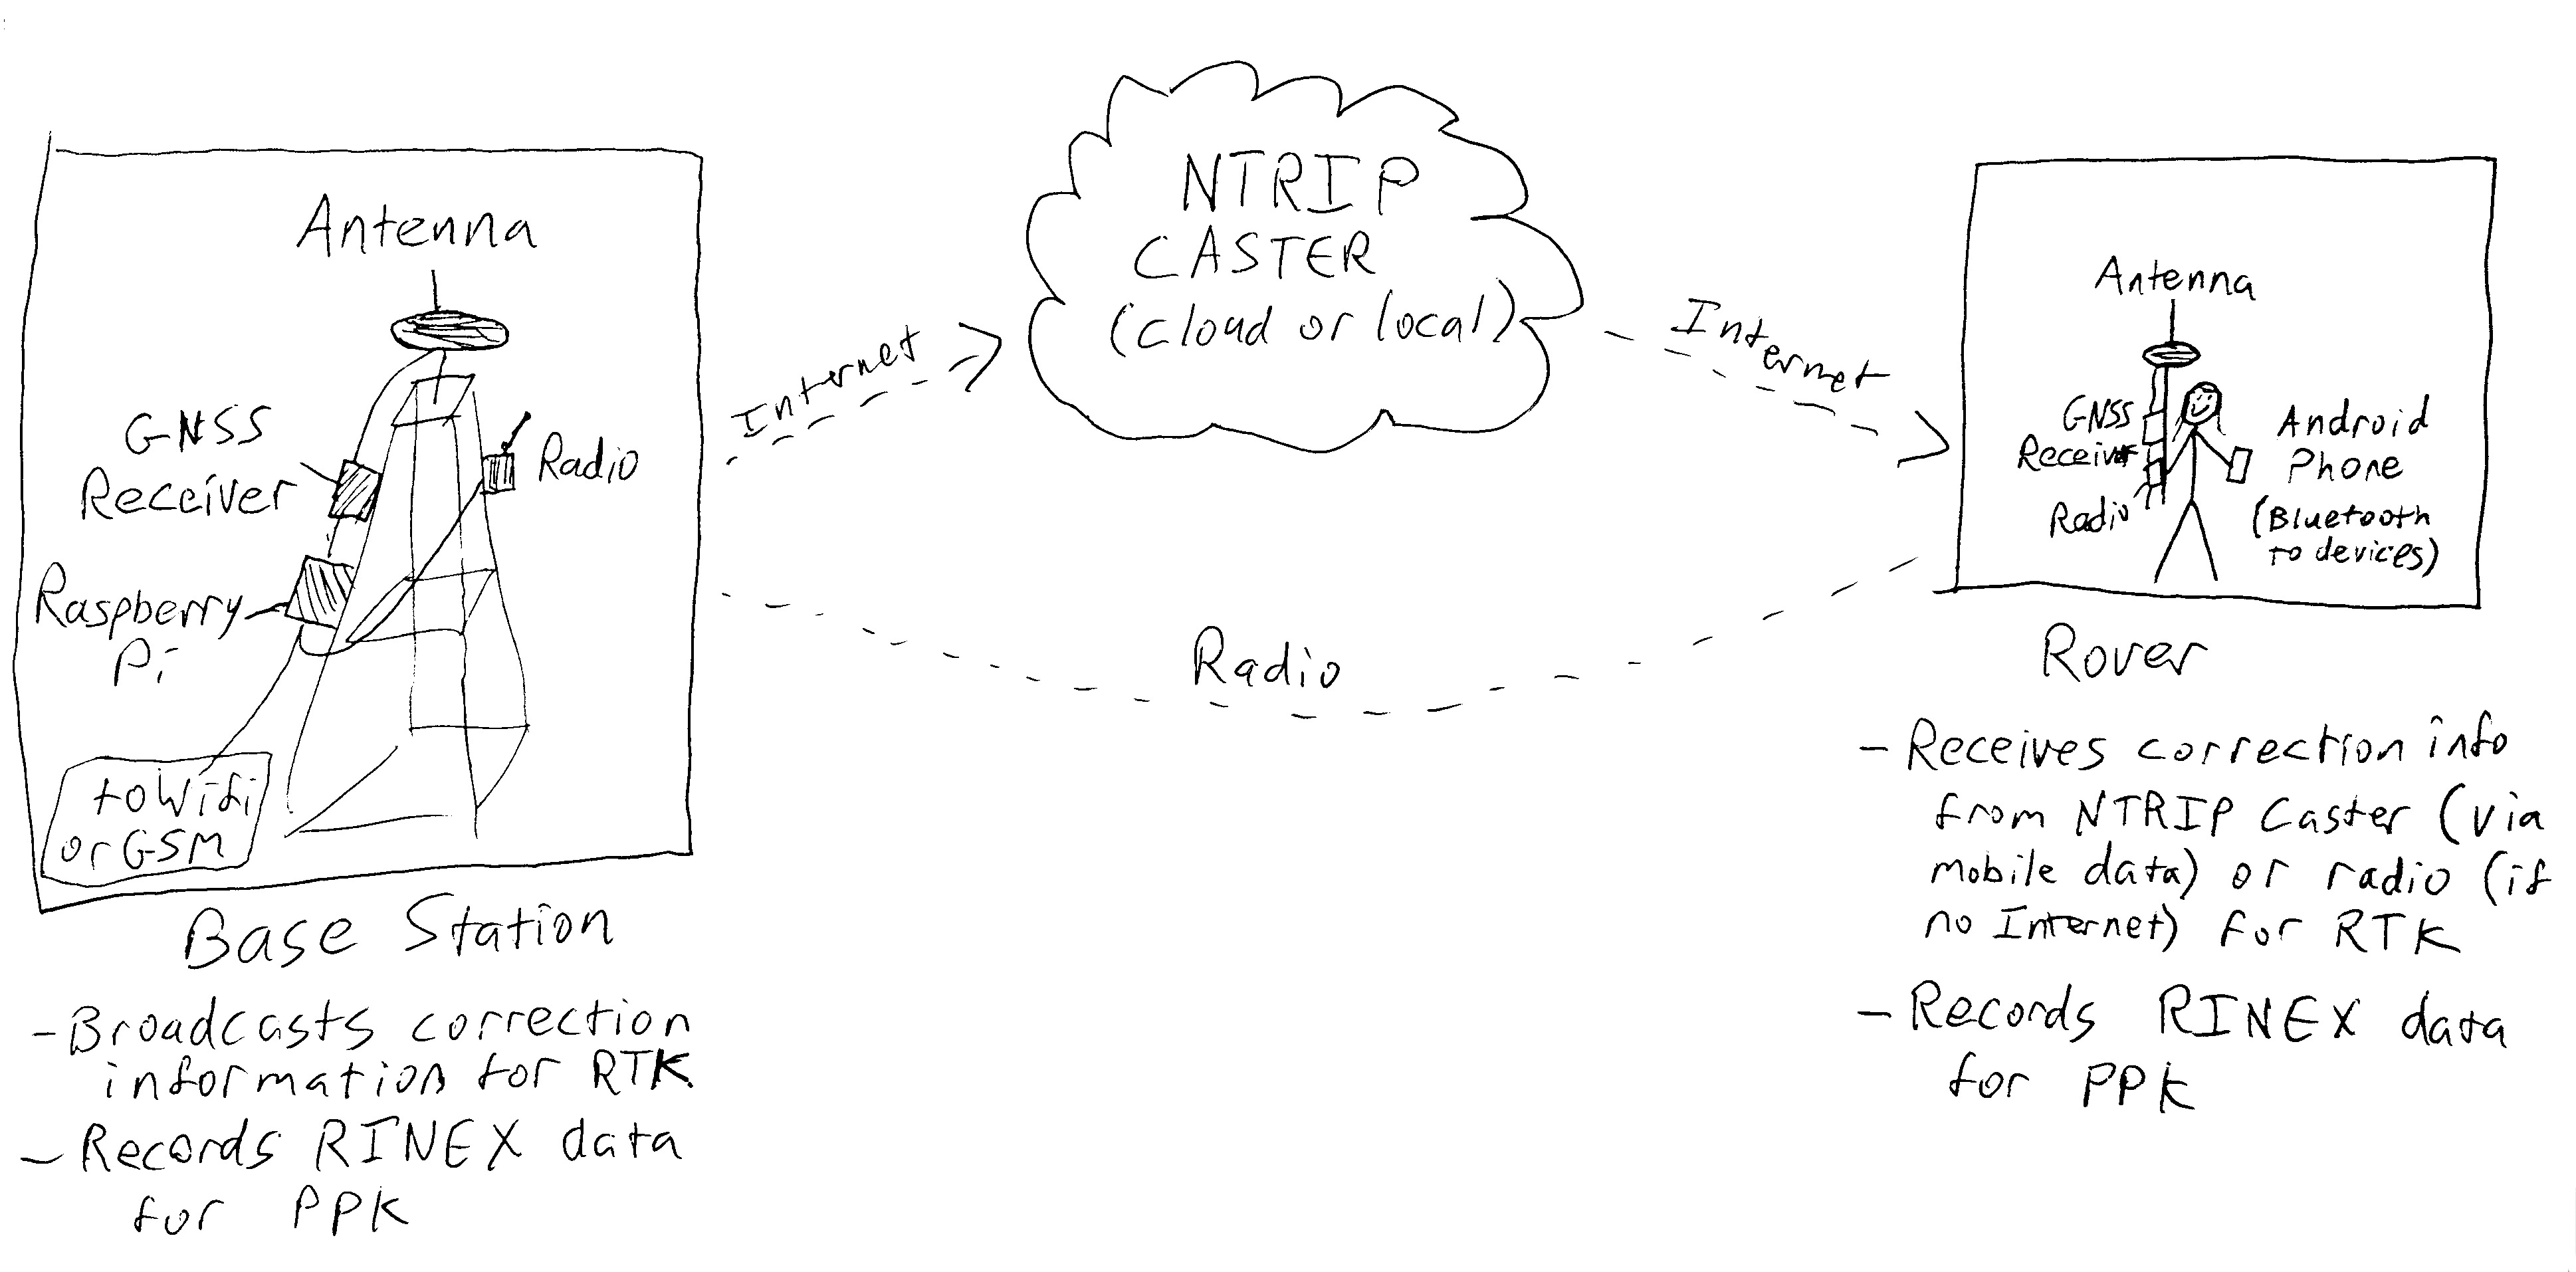 Antenna
GNSS
Receiver
Radio
Raspberry
Pi
to Wifi
or GSM
Base Station
- Broadcasts correction
information for RTK
- Records RINEX data
for PPK
Internet
NTRIP
CASTER
(cloud or local)
Internet
Radio
Antenna
GNSS
Receiver
Radio
Android
Phone
(Bluetooth
to devices)
Rover
- Receives correction info
from NTRIP Caster (via
mobile data) or radio (if
no Internet) for RTK
- Records RINEX data
for PPK